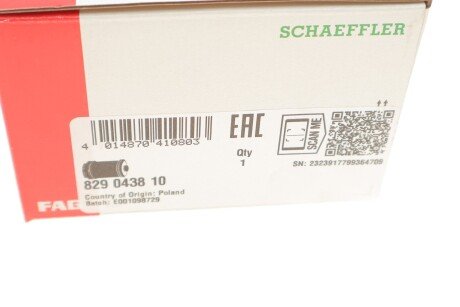 SCHAEFFLER
EAC
SCAN ME
4 014870 410803
Qty
1
SN: 2323917799364709
829 0438 10
Country of Origin: Poland
Batch: E001098729
FAG